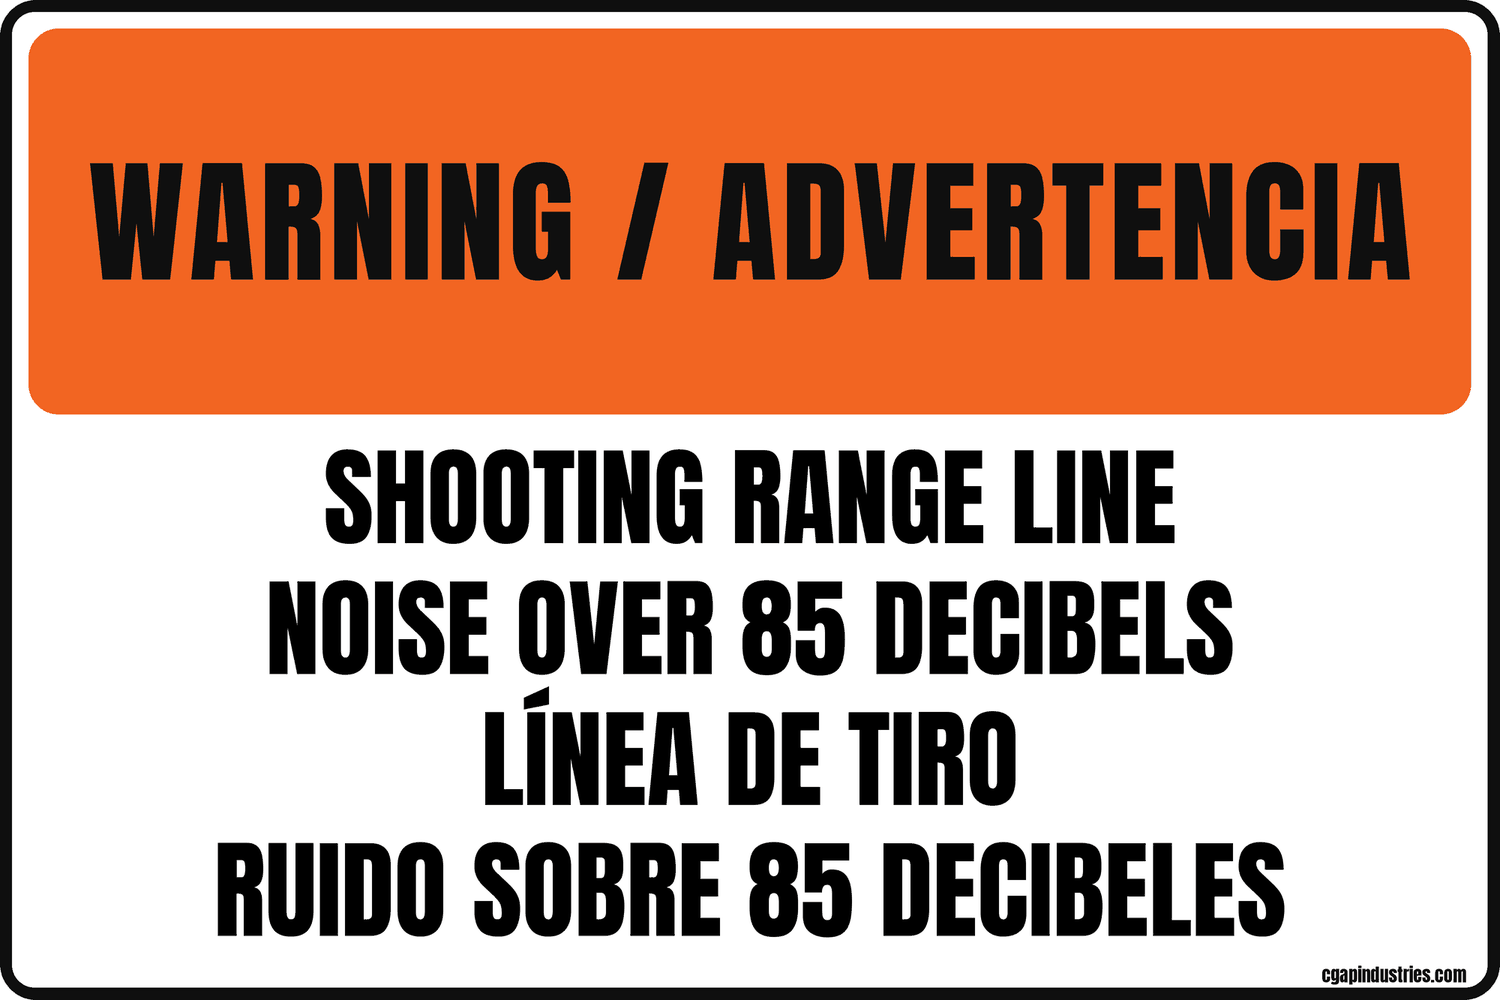 WARNING / ADVERTENCIA
SHOOTING RANGE LINE
NOISE OVER 85 DECIBELS
LÍNEA DE TIRO
RUIDO SOBRE 85 DECIBELES
cgapindustries.com